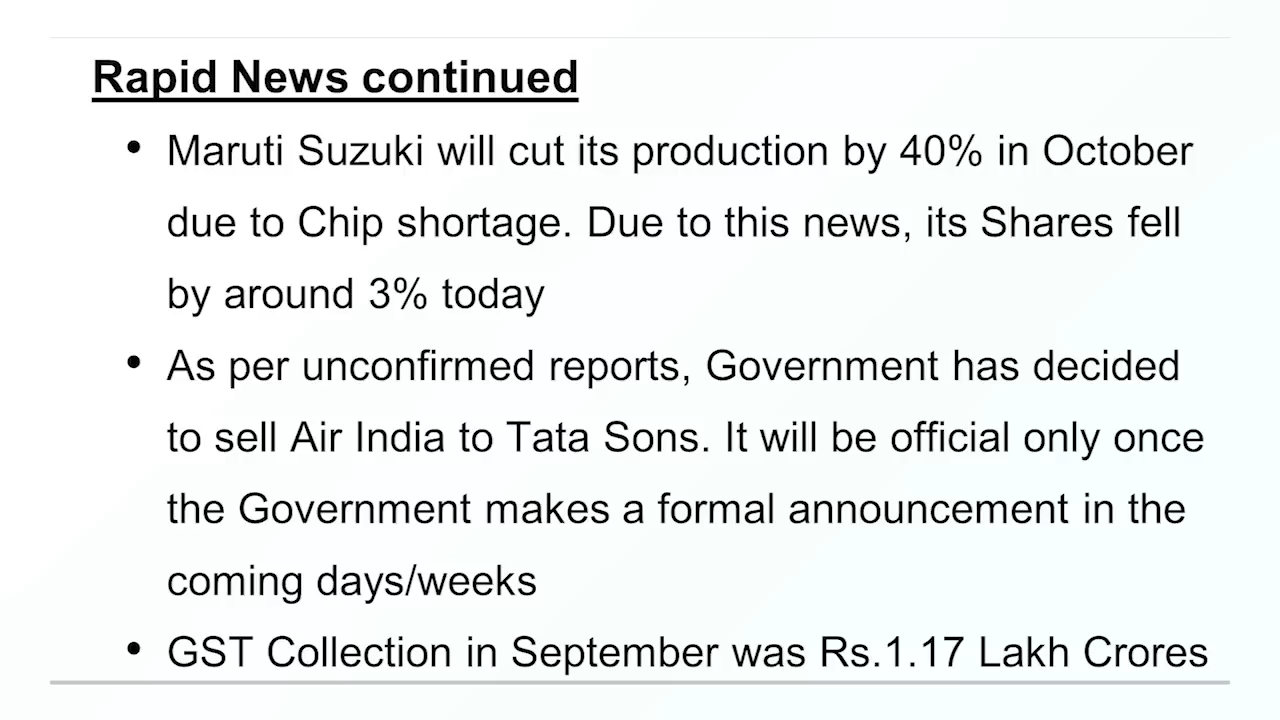 Rapid News continued
• Maruti Suzuki will cut its production by 40% in October
due to Chip shortage. Due to this news, its Shares fell
by around 3% today
• As per unconfirmed reports, Government has decided
to sell Air India to Tata Sons. It will be official only once
the Government makes a formal announcement in the
coming days/weeks
• GST Collection in September was Rs.1.17 Lakh Crores